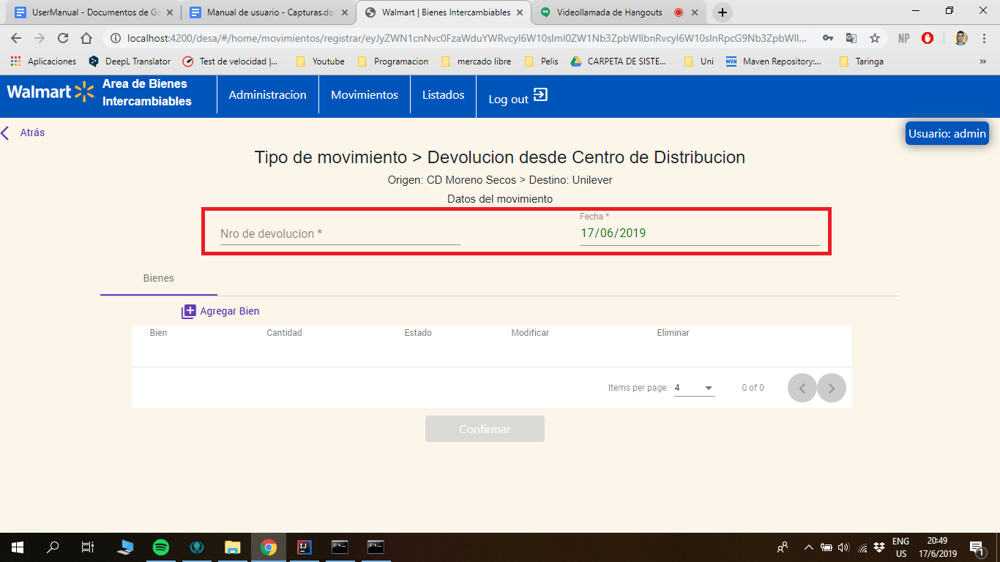 UserManual - Documentos de Go
Manual de usuario - Capturas.do
Walmart | Bienes Intercambiables
Videollamada de Hangouts
localhost:4200/desa/#/home/movimientos/registrar/eyJyZWN1cnNvc0FzaWduYWRvcyI6W10sIml0ZW1Nb3ZpbWllbnRvcyI6W10sInRpcG9Nb3ZpbWll...
NP
Aplicaciones
DeepL Translator
Test de velocidad |...
Youtube
Programacion
mercado libre
Pelis
CARPETA DE SISTE...
Uni
MVN
Maven Repository:...
Taringa
»
Walmart
Area de Bienes
Intercambiables
Administracion
Movimientos
Listados
Log out
Atrás
Usuario: admin
Tipo de movimiento > Devolucion desde Centro de Distribucion
Origen: CD Moreno Secos > Destino: Unilever
Datos del movimiento
Nro de devolucion *
Fecha *
17/06/2019
Bienes
Agregar Bien
Bien Cantidad Estado Modificar Eliminar
Items per page: 4 0 of 0
Confirmar
ENG
US
20:49
17/6/2019
1